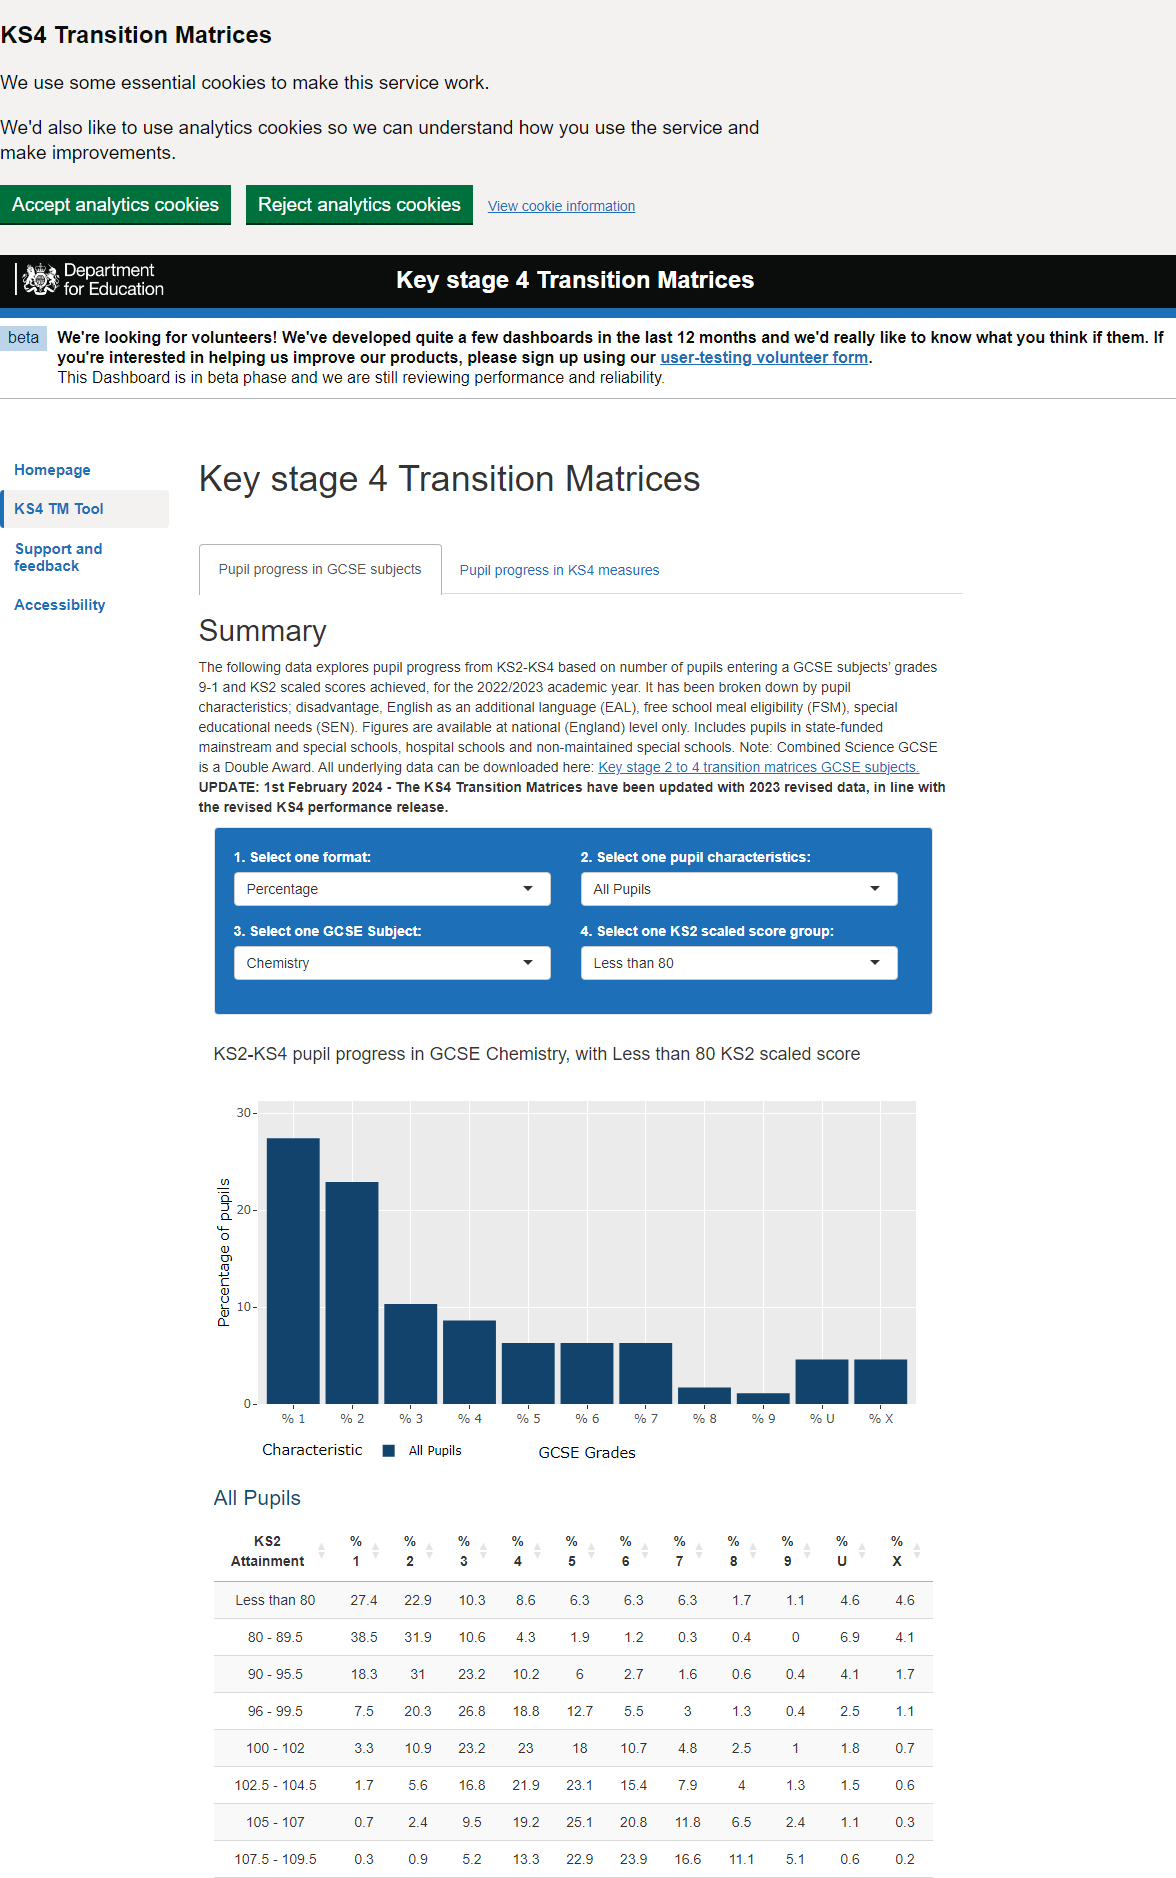 KS4 Transition Matrices
We use some essential cookies to make this service work.
We'd also like to use analytics cookies so we can understand how you use the service and
make improvements.
Accept analytics cookies Reject analytics cookies View cookie information
Department
for Education
Key stage 4 Transition Matrices
beta We're looking for volunteers! We've developed quite a few dashboards in the last 12 months and we'd really like to know what you think if them. If
you're interested in helping us improve our products, please sign up using our user-testing volunteer form.
This Dashboard is in beta phase and we are still reviewing performance and reliability.
Homepage
KS4 TM Tool
Support and
feedback
Accessibility
Key stage 4 Transition Matrices
Pupil progress in GCSE subjects Pupil progress in KS4 measures
Summary
The following data explores pupil progress from KS2-KS4 based on number of pupils entering a GCSE subjects’ grades
9-1 and KS2 scaled scores achieved, for the 2022/2023 academic year. It has been broken down by pupil
characteristics; disadvantage, English as an additional language (EAL), free school meal eligibility (FSM), special
educational needs (SEN). Figures are available at national (England) level only. Includes pupils in state-funded
mainstream and special schools, hospital schools and non-maintained special schools. Note: Combined Science GCSE
is a Double Award. All underlying data can be downloaded here: Key stage 2 to 4 transition matrices GCSE subjects.
UPDATE: 1st February 2024 - The KS4 Transition Matrices have been updated with 2023 revised data, in line with
the revised KS4 performance release.
1. Select one format: 2. Select one pupil characteristics:
Percentage All Pupils
3. Select one GCSE Subject: 4. Select one KS2 scaled score group:
Chemistry Less than 80
KS2-KS4 pupil progress in GCSE Chemistry, with Less than 80 KS2 scaled score
Percentage of pupils
30
20
10
0
% 1 % 2 % 3 % 4 % 5 % 6 % 7 % 8 % 9 % U % X
Characteristic All Pupils GCSE Grades
All Pupils
KS2 % % % % % % % % % % %
Attainment 1 2 3 4 5 6 7 8 9 U X
Less than 80 27.4 22.9 10.3 8.6 6.3 6.3 6.3 1.7 1.1 4.6 4.6
80 - 89.5 38.5 31.9 10.6 4.3 1.9 1.2 0.3 0.4 0 6.9 4.1
90 - 95.5 18.3 31 23.2 10.2 6 2.7 1.6 0.6 0.4 4.1 1.7
96 - 99.5 7.5 20.3 26.8 18.8 12.7 5.5 3 1.3 0.4 2.5 1.1
100 - 102 3.3 10.9 23.2 23 18 10.7 4.8 2.5 1 1.8 0.7
102.5 - 104.5 1.7 5.6 16.8 21.9 23.1 15.4 7.9 4 1.3 1.5 0.6
105 - 107 0.7 2.4 9.5 19.2 25.1 20.8 11.8 6.5 2.4 1.1 0.3
107.5 - 109.5 0.3 0.9 5.2 13.3 22.9 23.9 16.6 11.1 5.1 0.6 0.2